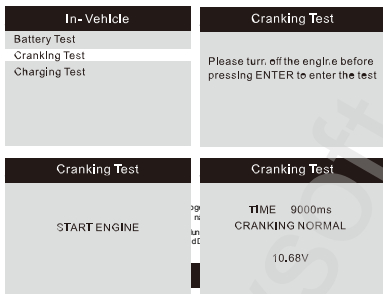 In-Vehicle
Battery Test
Cranking Test
Charging Test
Cranking Test
Please turn off the engine before
pressing ENTER to enter the test
Cranking Test
START ENGINE
Cranking Test
TIME 9000ms
CRANKING NORMAL
10.68V